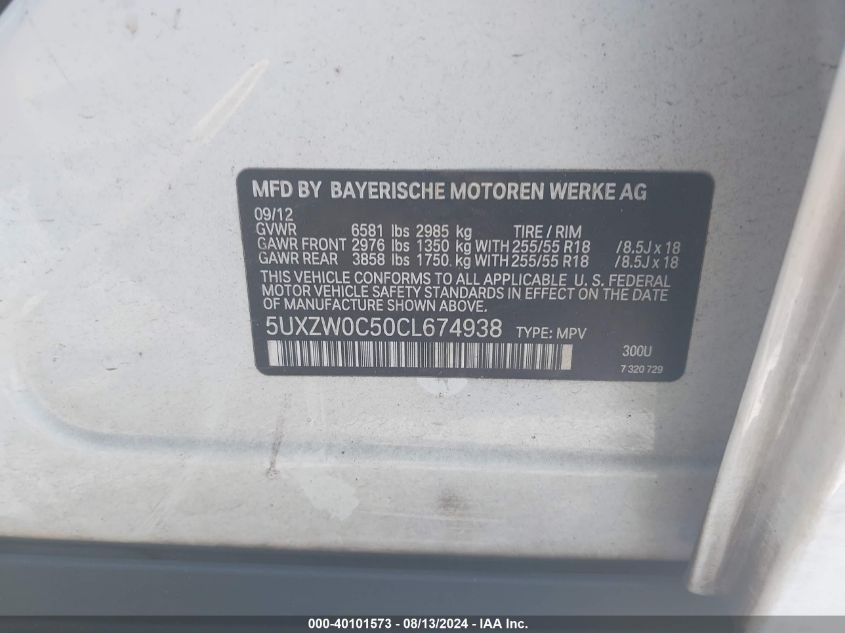 MFD BY BAYERISCHE MOTOREN WERKE AG
09/12
GVWR 6581 lbs 2985 kg TIRE / RIM
GAWR FRONT 2976 lbs 1350 kg WITH 255/55 R18 /8.5J x 18
GAWR REAR 3858 lbs 1750. kg WITH 255/55 R18 /8.5J x 18
THIS VEHICLE CONFORMS TO ALL APPLICABLE U. S. FEDERAL
MOTOR VEHICLE SAFETY STANDARDS IN EFFECT ON THE DATE
OF MANUFACTURE SHOWN ABOVE.
5UXZW0C50CL674938 TYPE: MPV
300U
7 320 729
000-40101573 - 08/13/2024 - IAA Inc.